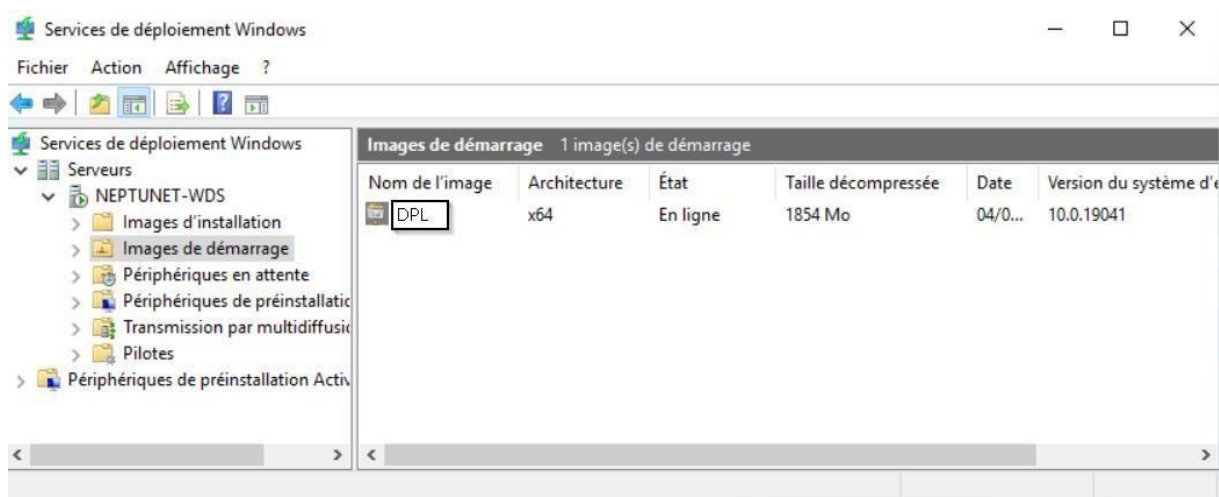 Services de déploiement Windows
Fichier Action Affichage ?
Services de déploiement Windows
Serveurs
NEPTUNET-WDS
Images d'installation
Images de démarrage
Périphériques en attente
Périphériques de préinstallatic
Transmission par multidiffusic
Pilotes
Périphériques de préinstallation Activ
Images de démarrage 1 image(s) de démarrage
Nom de l'image Architecture État Taille décompressée Date Version du système d'e
DPL x64 En ligne 1854 Mo 04/0... 10.0.19041